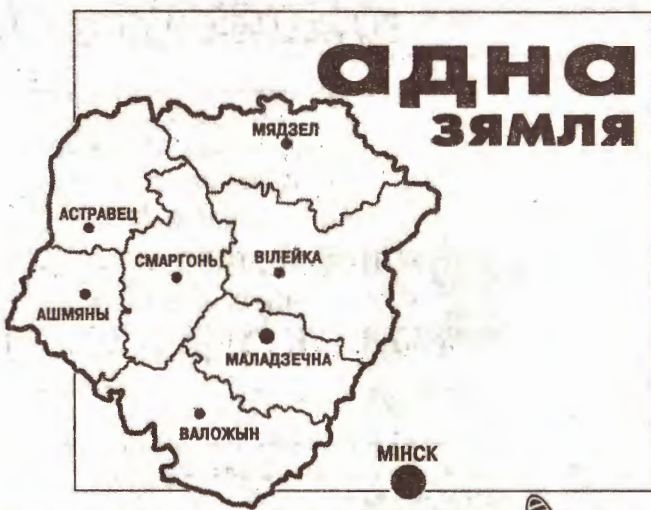 адна
зямля
МЯДЗЕЛ
АСТРАВЕЦ
СМАРГОНЬ
ВІЛЕЙКА
АШМЯНЫ
МАЛАДЗЕЧНА
ВАЛОЖЫН
МІНСК